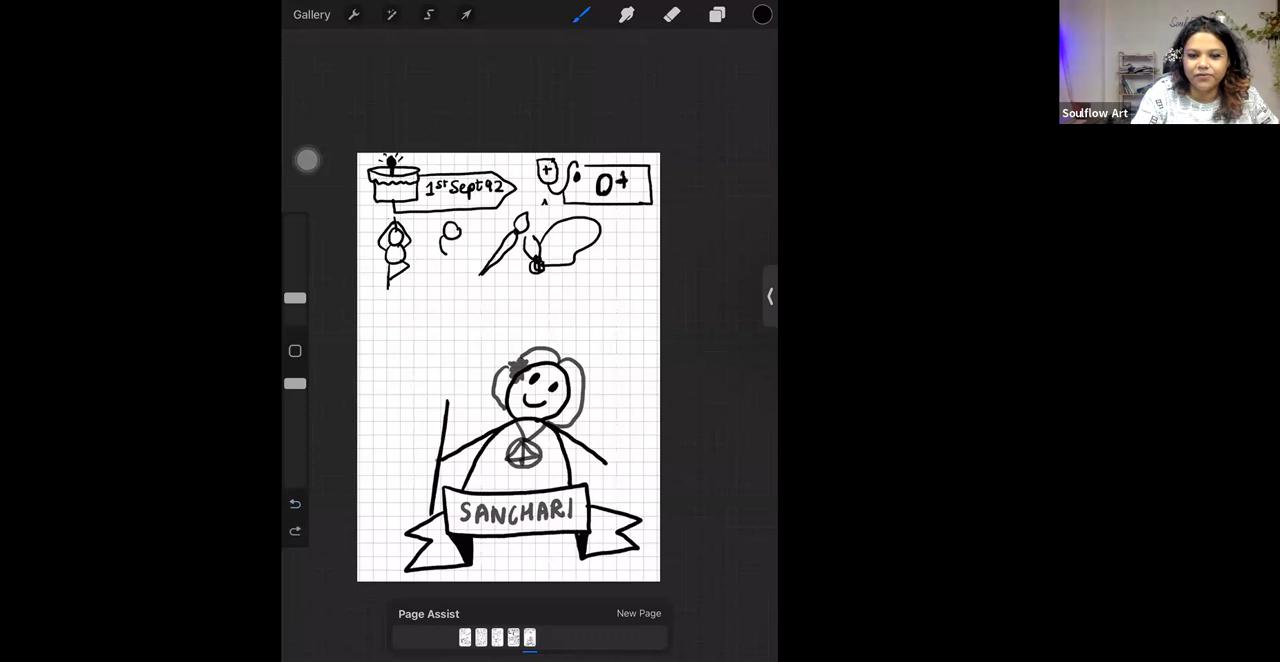 Gallery
Soulflow Art
1st Sept 92
O+
SANCHARI
Page Assist
New Page